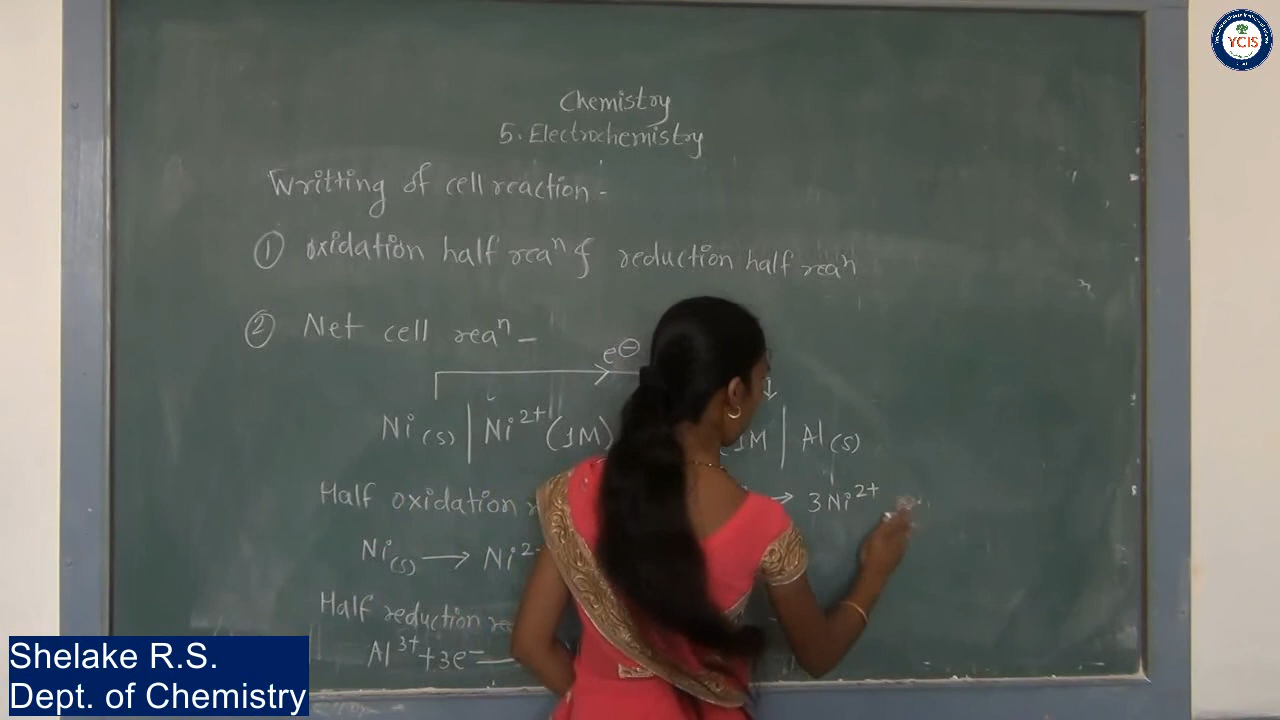 YCIS
Chemistry
5. Electrochemistry
Writting of cell reaction -
① oxidation half reaⁿ & reduction half reaⁿ
② Net cell reaⁿ -
e⊖
Ni(s) | Ni²⁺ (1M) 1M | Al(s)
Half oxidation → 3Ni²⁺
Ni(s) → Ni²
Half reduction
Al³⁺ + 3e⁻
Shelake R.S.
Dept. of Chemistry